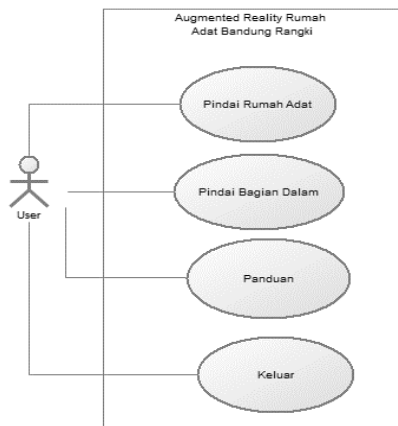 Augmented Reality Rumah
Adat Bandung Rangki
Pindai Rumah Adat
Pindai Bagian Dalam
User
Panduan
Keluar